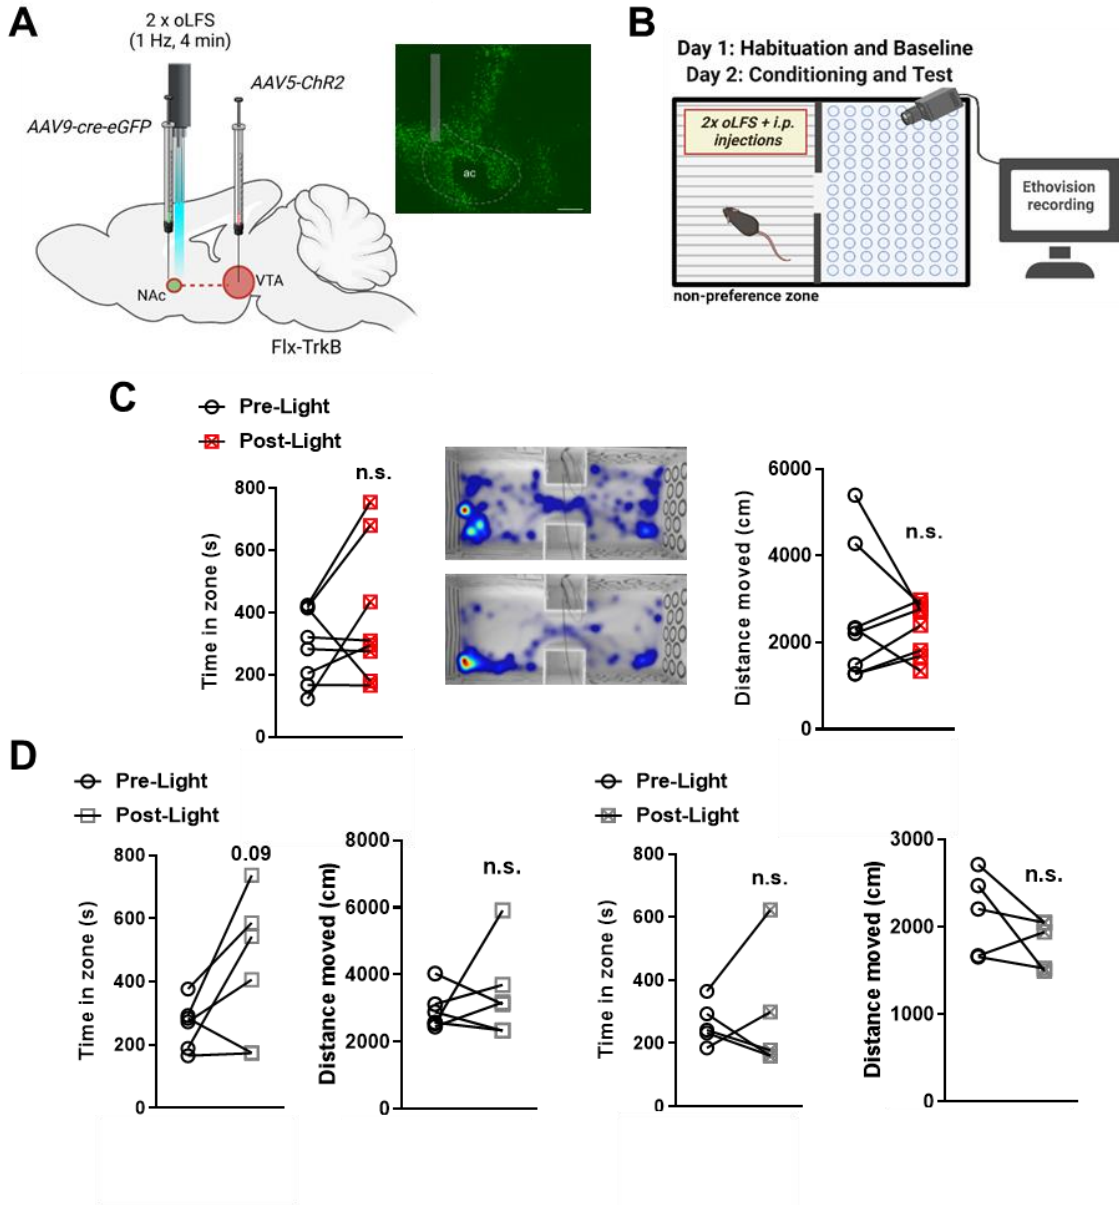 A
2 x oLFS
(1 Hz, 4 min)
AAV5-ChR2
AAV9-cre-eGFP
ac
NAc
VTA
Flx-TrkB
B
Day 1: Habituation and Baseline
Day 2: Conditioning and Test
2x oLFS + i.p.
injections
Ethovision
recording
non-preference zone
C
Pre-Light
Post-Light
n.s.
800
600
400
200
0
Time in zone (s)
6000
4000
2000
0
Distance moved (cm)
n.s.
D
Pre-Light
Post-Light
0.09
800
600
400
200
0
Time in zone (s)
8000
6000
4000
2000
0
Distance moved (cm)
n.s.
Pre-Light
Post-Light
n.s.
800
600
400
200
0
Time in zone (s)
3000
2000
1000
0
Distance moved (cm)
n.s.